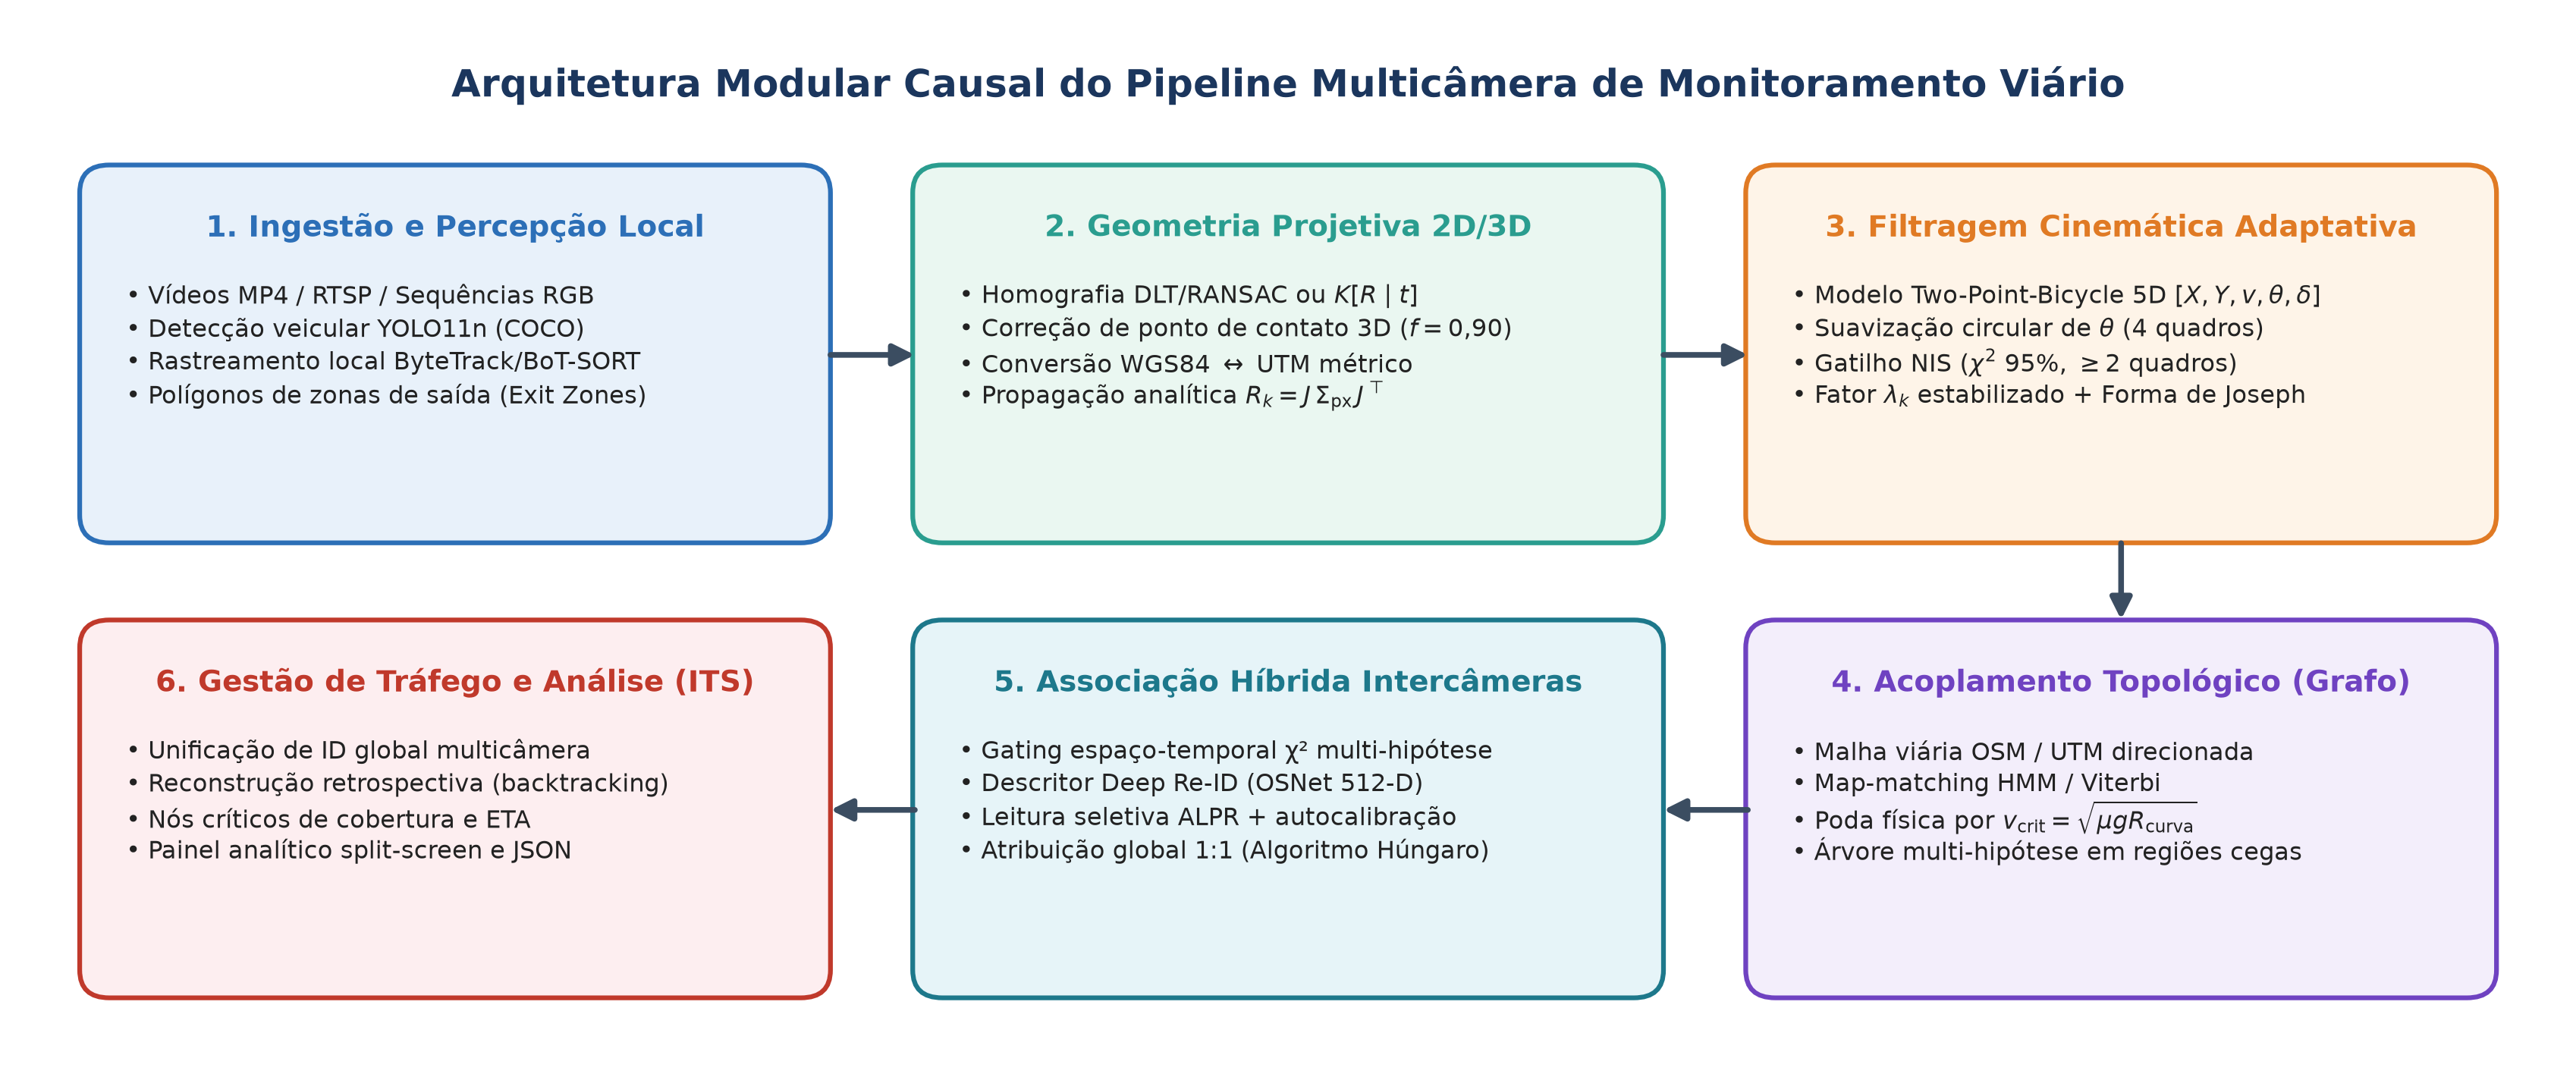 Arquitetura Modular Causal do Pipeline Multicâmera de Monitoramento Viário
1. Ingestão e Percepção Local
• Vídeos MP4 / RTSP / Sequências RGB
• Detecção veicular YOLO11n (COCO)
• Rastreamento local ByteTrack/BoT-SORT
• Polígonos de zonas de saída (Exit Zones)
2. Geometria Projetiva 2D/3D
• Homografia DLT/RANSAC ou K[R | t]
• Correção de ponto de contato 3D (f = 0,90)
• Conversão WGS84 ↔ UTM métrico
• Propagação analítica R_k = J Σ_px J^⊤
3. Filtragem Cinemática Adaptativa
• Modelo Two-Point-Bicycle 5D [X, Y, v, θ, δ]
• Suavização circular de θ (4 quadros)
• Gatilho NIS (χ² 95%, ≥ 2 quadros)
• Fator λ_k estabilizado + Forma de Joseph
4. Acoplamento Topológico (Grafo)
• Malha viária OSM / UTM direcionada
• Map-matching HMM / Viterbi
• Poda física por v_crit = √(μgR_curva)
• Árvore multi-hipótese em regiões cegas
5. Associação Híbrida Intercâmeras
• Gating espaço-temporal χ² multi-hipótese
• Descritor Deep Re-ID (OSNet 512-D)
• Leitura seletiva ALPR + autocalibração
• Atribuição global 1:1 (Algoritmo Húngaro)
6. Gestão de Tráfego e Análise (ITS)
• Unificação de ID global multicâmera
• Reconstrução retrospectiva (backtracking)
• Nós críticos de cobertura e ETA
• Painel analítico split-screen e JSON